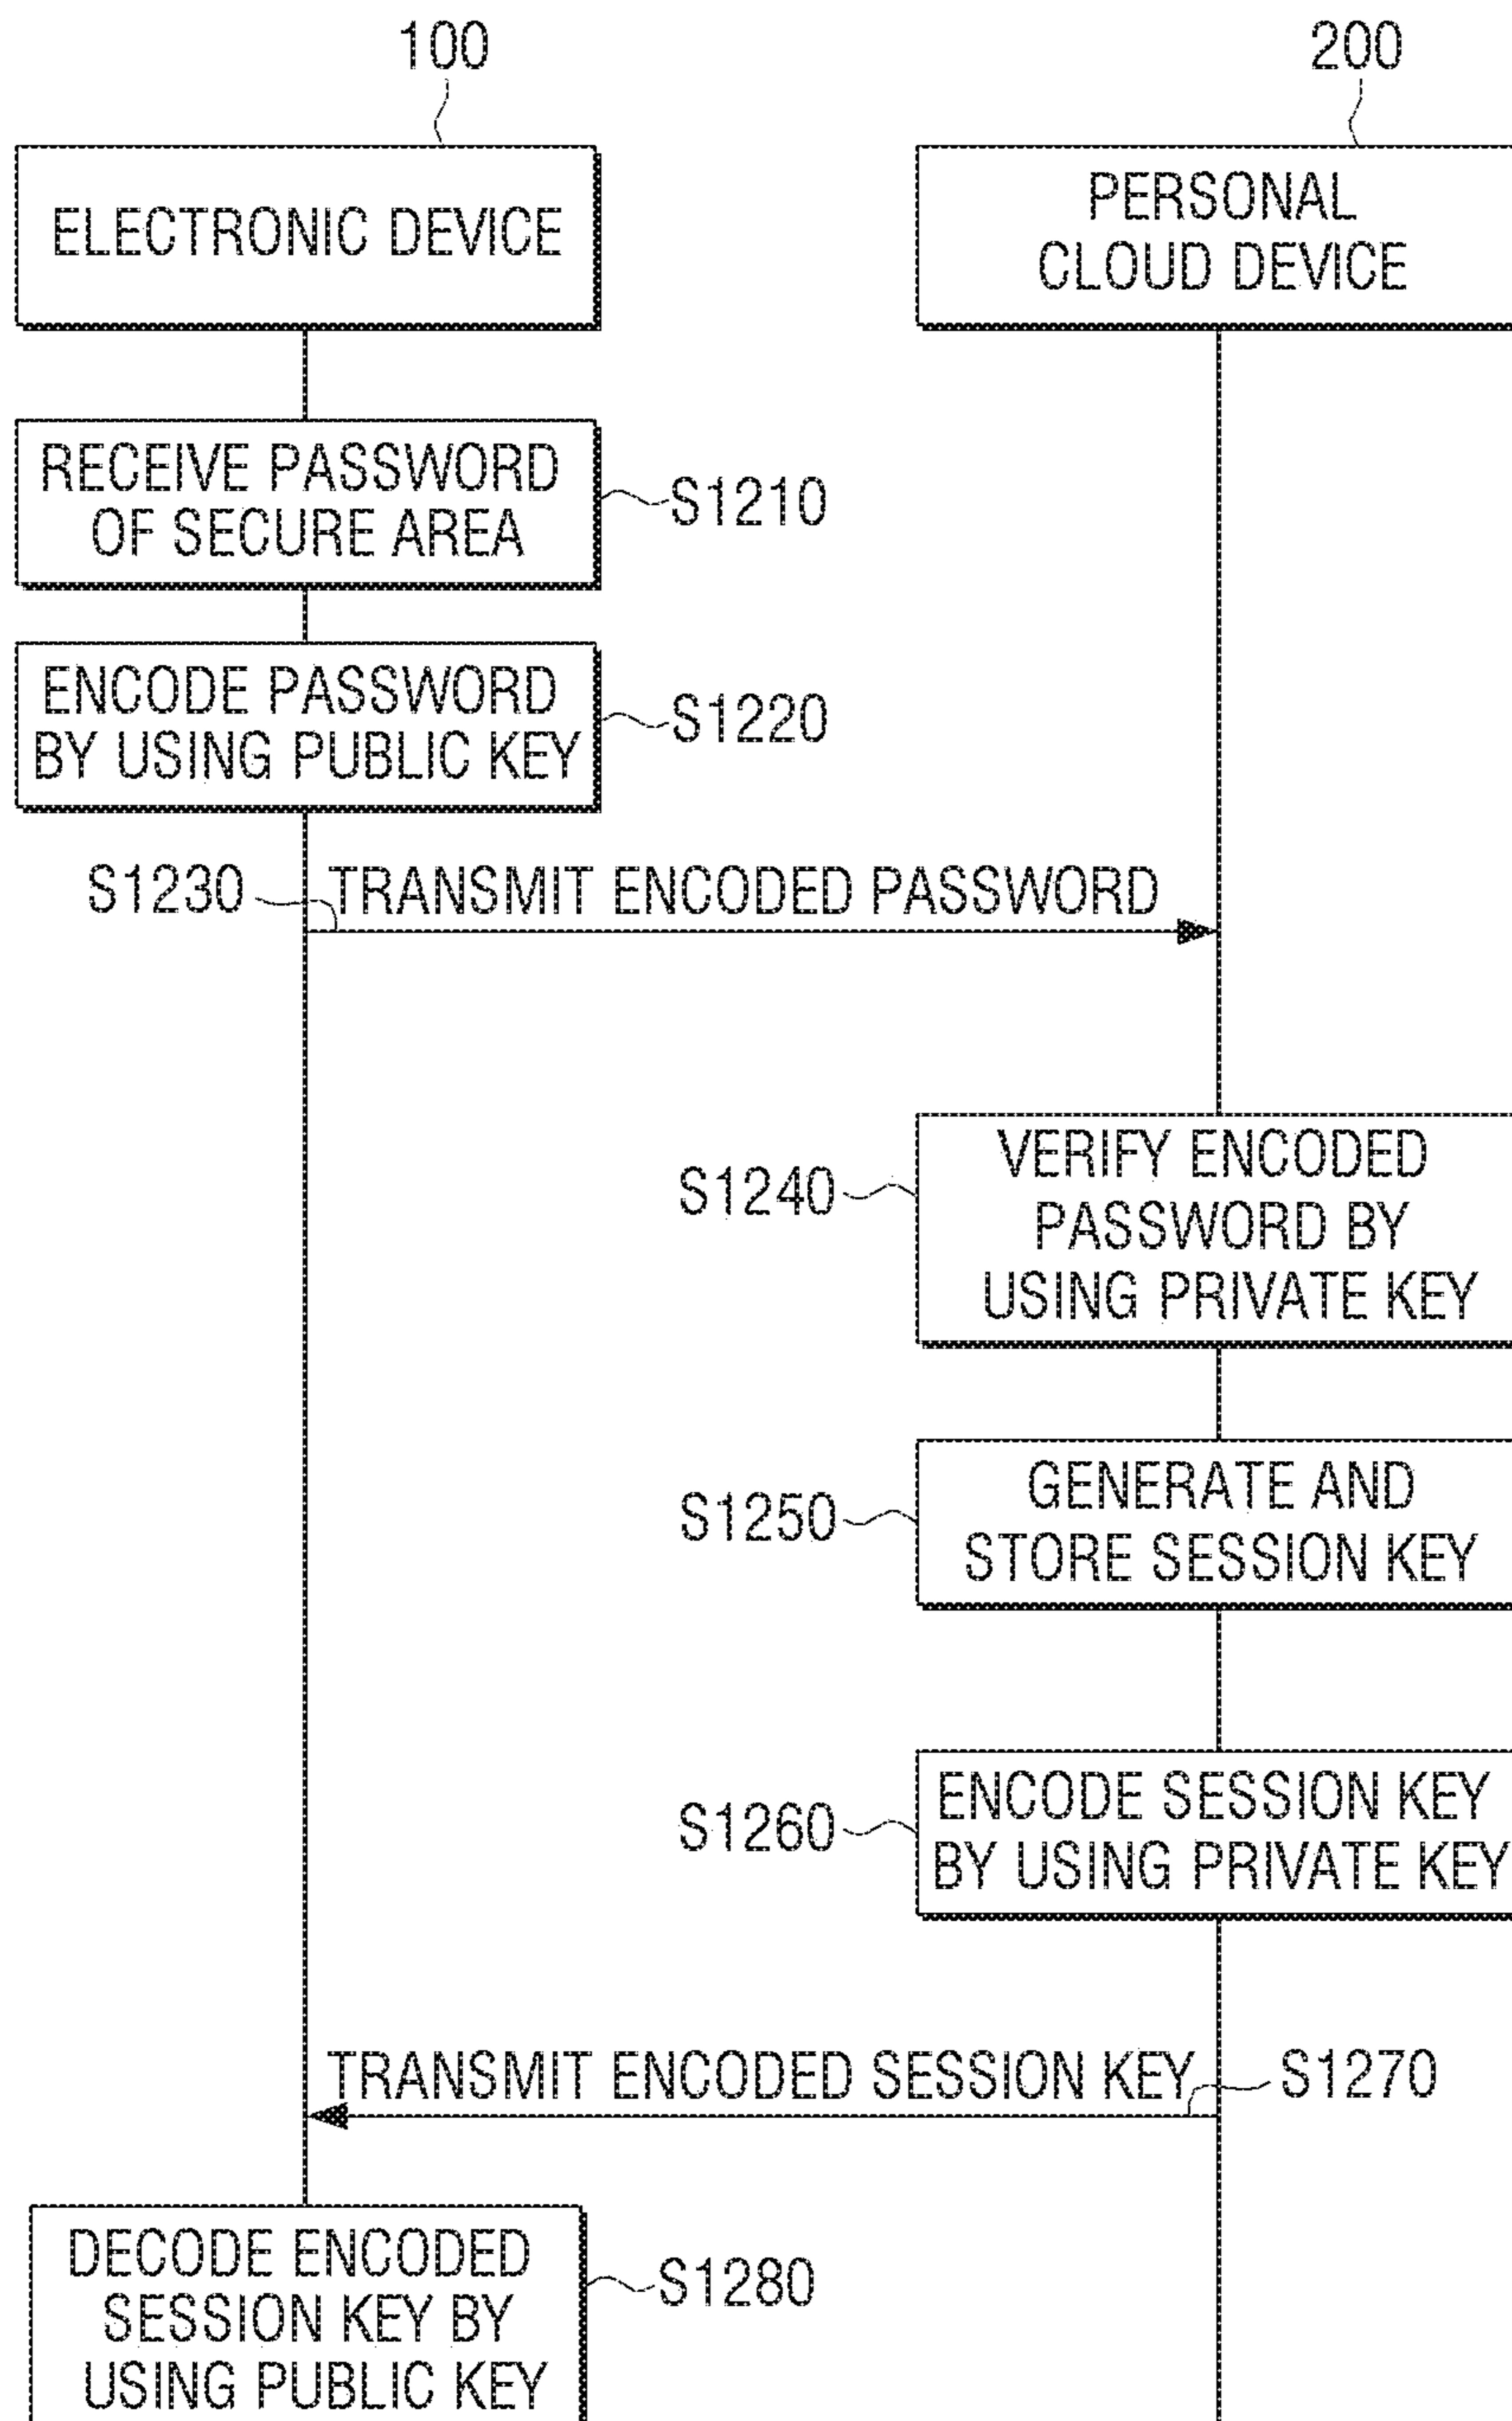 100
200
ELECTRONIC DEVICE
PERSONAL
CLOUD DEVICE
RECEIVE PASSWORD
OF SECURE AREA
S1210
ENCODE PASSWORD
BY USING PUBLIC KEY
S1220
S1230
TRANSMIT ENCODED PASSWORD
S1240
VERIFY ENCODED
PASSWORD BY
USING PRIVATE KEY
S1250
GENERATE AND
STORE SESSION KEY
S1260
ENCODE SESSION KEY
BY USING PRIVATE KEY
TRANSMIT ENCODED SESSION KEY
S1270
DECODE ENCODED
SESSION KEY BY
USING PUBLIC KEY
S1280